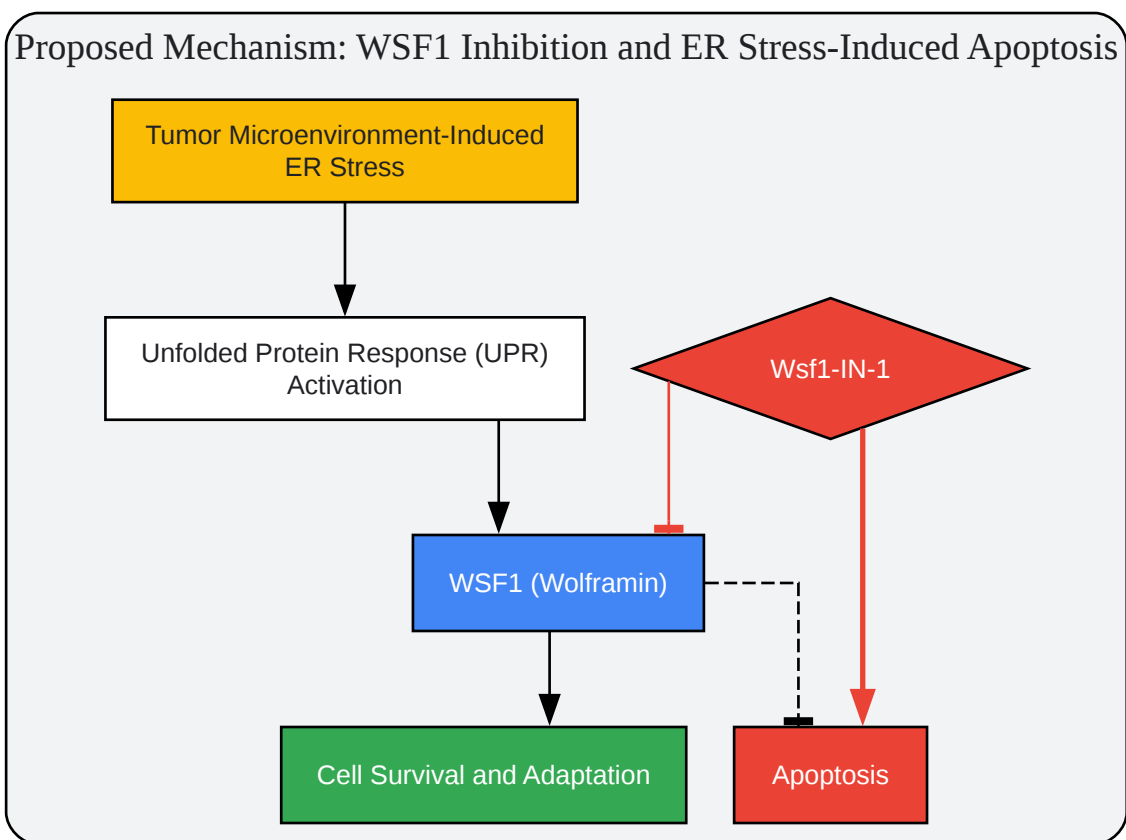 Proposed Mechanism: WSF1 Inhibition and ER Stress-Induced Apoptosis
Tumor Microenvironment-Induced
ER Stress
Unfolded Protein Response (UPR)
Activation
Wsf1-IN-1
WSF1 (Wolframin)
Cell Survival and Adaptation
Apoptosis